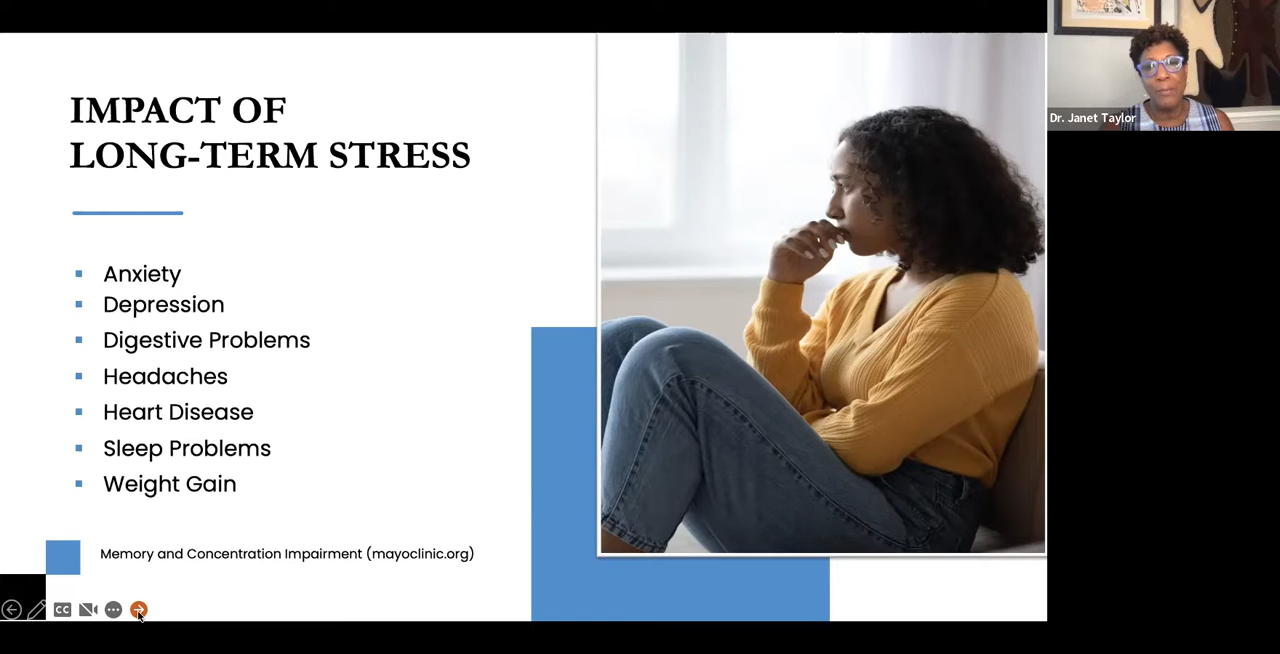 IMPACT OF
LONG-TERM STRESS
Anxiety
Depression
Digestive Problems
Headaches
Heart Disease
Sleep Problems
Weight Gain
Memory and Concentration Impairment (mayoclinic.org)
CC
Dr. Janet Taylor